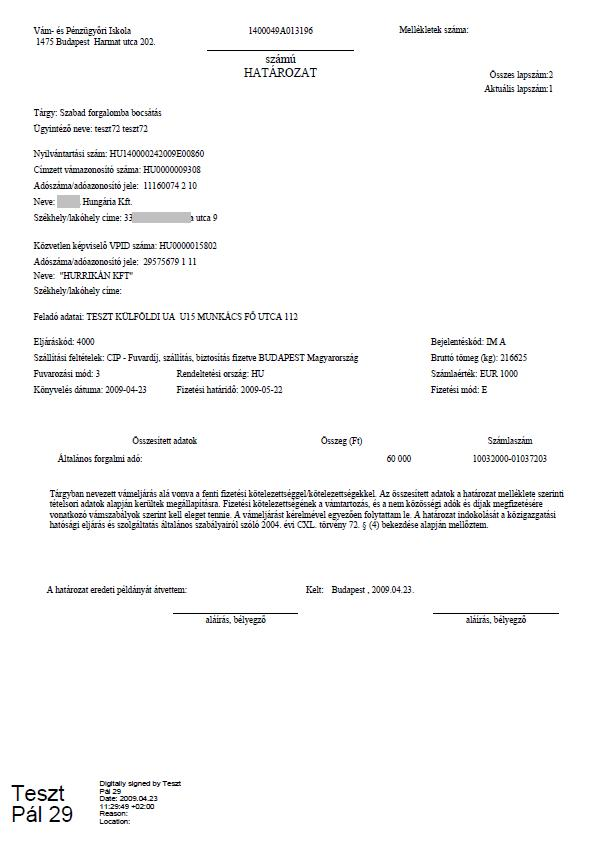 Vám- és Pénzügyőri Iskola
1475 Budapest Harmat utca 202.
1400049A013196
Mellékletek száma:
számú
HATÁROZAT
Összes lapszám:2
Aktuális lapszám:1
Tárgy: Szabad forgalomba bocsátás
Ügyintéző neve: teszt72 teszt72
Nyilvántartási szám: HU140000242009E00860
Címzett vámazonosító száma: HU0000009308
Adószáma/adóazonosító jele: 11160074 2 10
Neve: Hungária Kft.
Székhely/lakóhely címe: 33 a utca 9
Közvetlen képviselő VPID száma: HU0000015802
Adószáma/adóazonosító jele: 29575679 1 11
Neve: "HURRIKÁN KFT"
Székhely/lakóhely címe:
Feladó adatai: TESZT KÜLFÖLDI UA U15 MUNKÁCS FŐ UTCA 112
Eljáráskód: 4000 Bejelentéskód: IM A
Szállítási feltételek: CIP - Fuvardíj, szállítás, biztosítás fizetve BUDAPEST Magyarország Bruttó tömeg (kg): 216625
Fuvarozási mód: 3 Rendeltetési ország: HU Számlaérték: EUR 1000
Könyvelés dátuma: 2009-04-23 Fizetési határidő: 2009-05-22 Fizetési mód: E
Összesített adatok Összeg (Ft) Számlaszám
Általános forgalmi adó: 60 000 10032000-01037203
Tárgyban nevezett vámeljárás alá vonva a fenti fizetési kötelezettséggel/kötelezettségekkel. Az összesített adatok a határozat melléklete szerinti
tételsori adatok alapján kerültek megállapításra. Fizetési kötelezettségének a vámtartozás, és a nem közösségi adók és díjak megfizetésére
vonatkozó vámszabályok szerint kell eleget tennie. A vámeljárást kérelmével egyezően folytattam le. A határozat indokolását a közigazgatási
hatósági eljárás és szolgáltatás általános szabályairól szóló 2004. évi CXL. törvény 72. § (4) bekezdése alapján mellőztem.
A határozat eredeti példányát átvettem: Kelt: Budapest , 2009.04.23.
aláírás, bélyegző aláírás, bélyegző
Teszt
Pál 29
Digitally signed by Teszt
Pál 29
Date: 2009.04.23
11:29:49 +02:00
Reason:
Location: